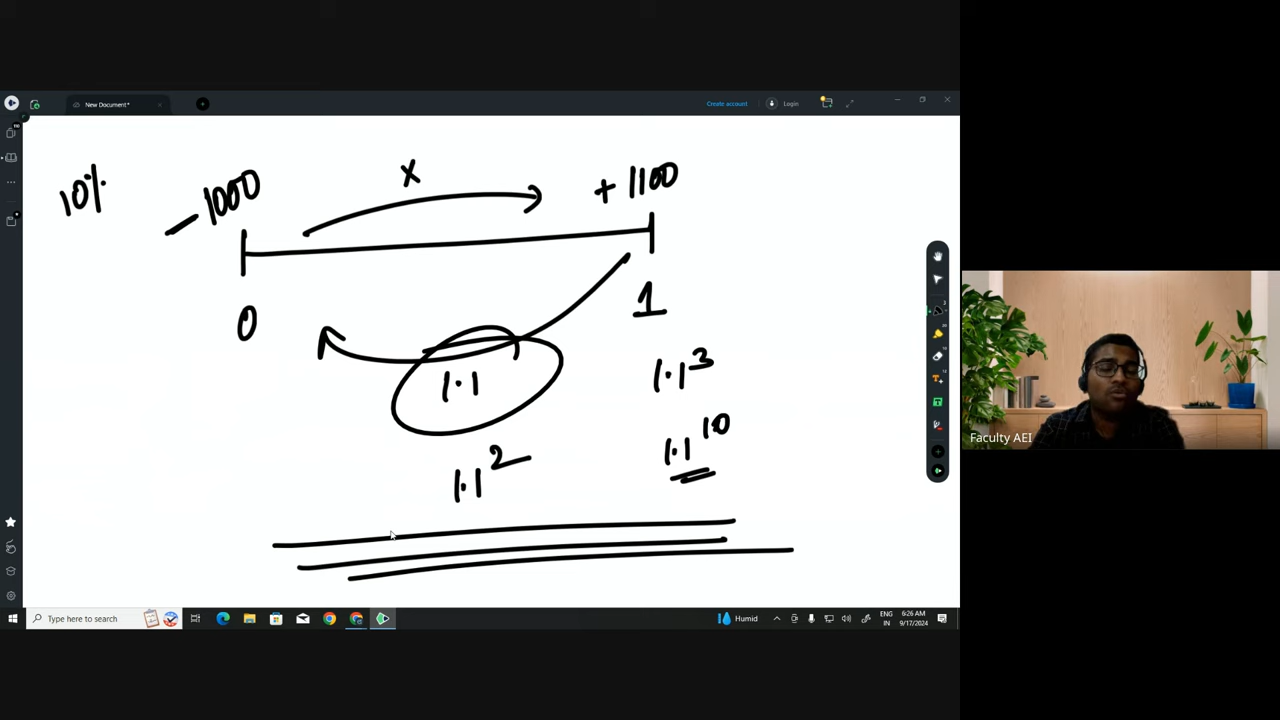 New Document*
Create account
Login
10%
- 1000
X
+ 1100
0
1
1.1
1.1³
1.1²
1.1¹⁰
Faculty AEI
Type here to search
Humid
ENG
IN
6:26 AM
9/17/2024